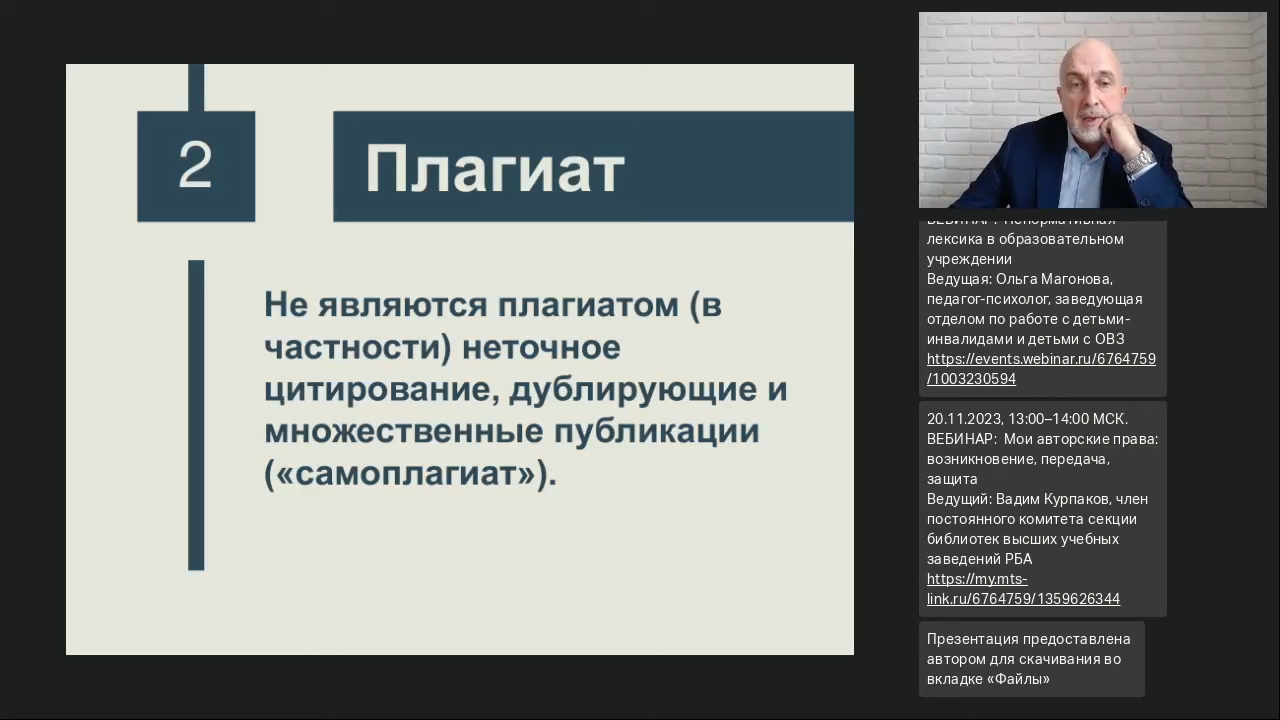 2
Плагиат
Не являются плагиатом (в
частности) неточное
цитирование, дублирующие и
множественные публикации
(«самоплагиат»).
ВЕБИНАР: Ненормативная
лексика в образовательном
учреждении
Ведущая: Ольга Магонова,
педагог-психолог, заведующая
отделом по работе с детьми-
инвалидами и детьми с ОВЗ
https://events.webinar.ru/6764759
/1003230594
20.11.2023, 13:00–14:00 МСК.
ВЕБИНАР: Мои авторские права:
возникновение, передача,
защита
Ведущий: Вадим Курпаков, член
постоянного комитета секции
библиотек высших учебных
заведений РБА
https://my.mts-
link.ru/6764759/1359626344
Презентация предоставлена
автором для скачивания во
вкладке «Файлы»